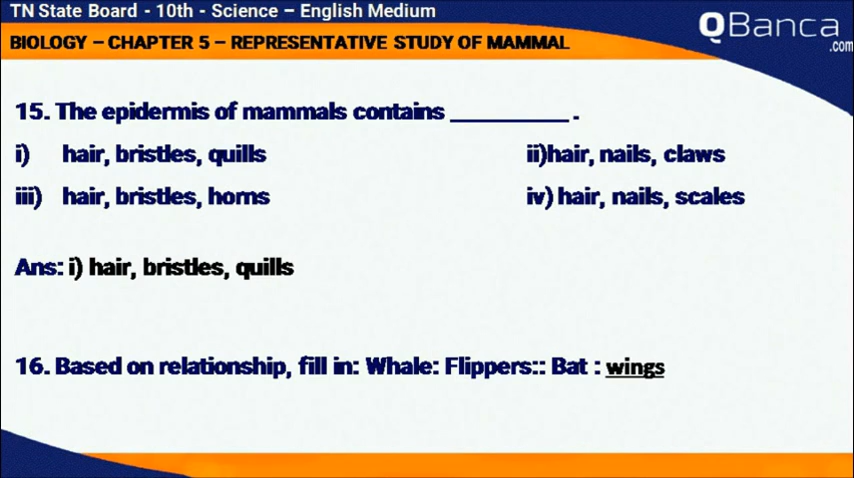 TN State Board - 10th - Science – English Medium
QBanca
.com
BIOLOGY – CHAPTER 5 – REPRESENTATIVE STUDY OF MAMMAL
15. The epidermis of mammals contains __________ .
i) hair, bristles, quills ii)hair, nails, claws
iii) hair, bristles, horns iv) hair, nails, scales
Ans: i) hair, bristles, quills
16. Based on relationship, fill in: Whale: Flippers:: Bat : wings